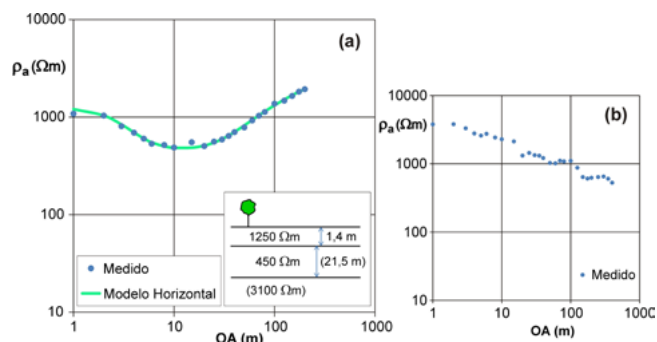 10000
(a)
ρa (Ωm)
1000
100
10
1 10 100 1000
OA (m)
Medido
Modelo Horizontal
1250 Ωm 1,4 m
450 Ωm (21,5 m)
(3100 Ωm)
10000
(b)
ρa (Ωm)
1000
100
10
1 10 100 1000
OA (m)
Medido